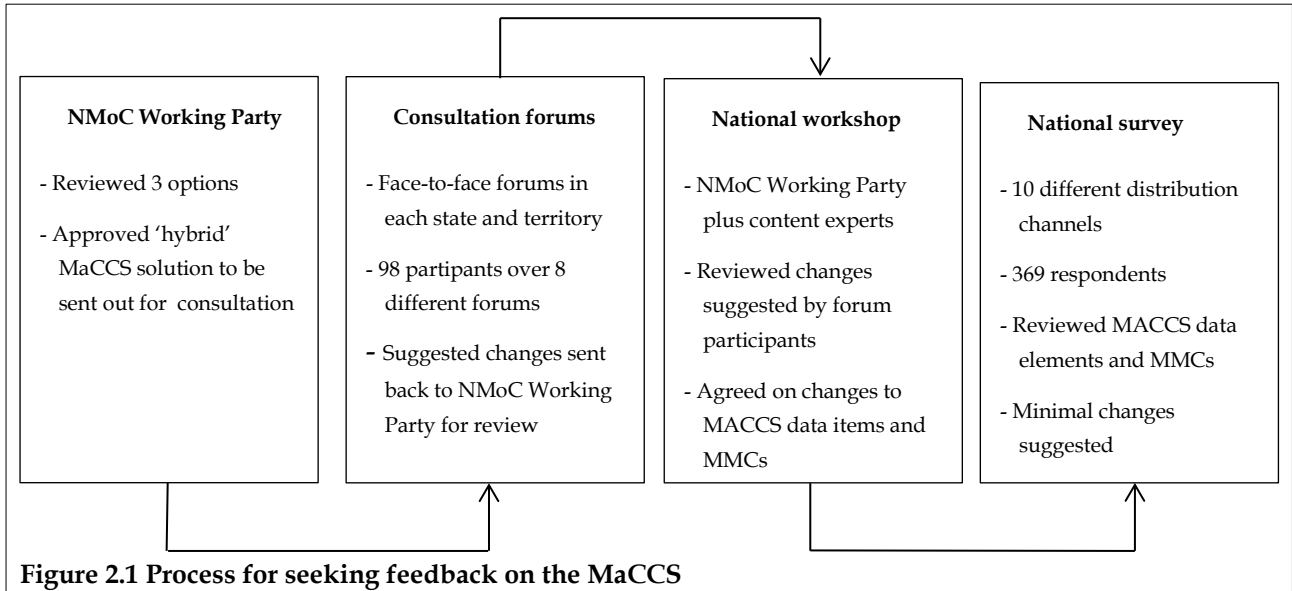 NMoC Working Party
- Reviewed 3 options
- Approved ‘hybrid’
MaCCS solution to be
sent out for consultation
Consultation forums
- Face-to-face forums in
each state and territory
- 98 partipants over 8
different forums
- Suggested changes sent
back to NMoC Working
Party for review
National workshop
- NMoC Working Party
plus content experts
- Reviewed changes
suggested by forum
participants
- Agreed on changes to
MACCS data items and
MMCs
National survey
- 10 different distribution
channels
- 369 respondents
- Reviewed MACCS data
elements and MMCs
- Minimal changes
suggested
Figure 2.1 Process for seeking feedback on the MaCCS